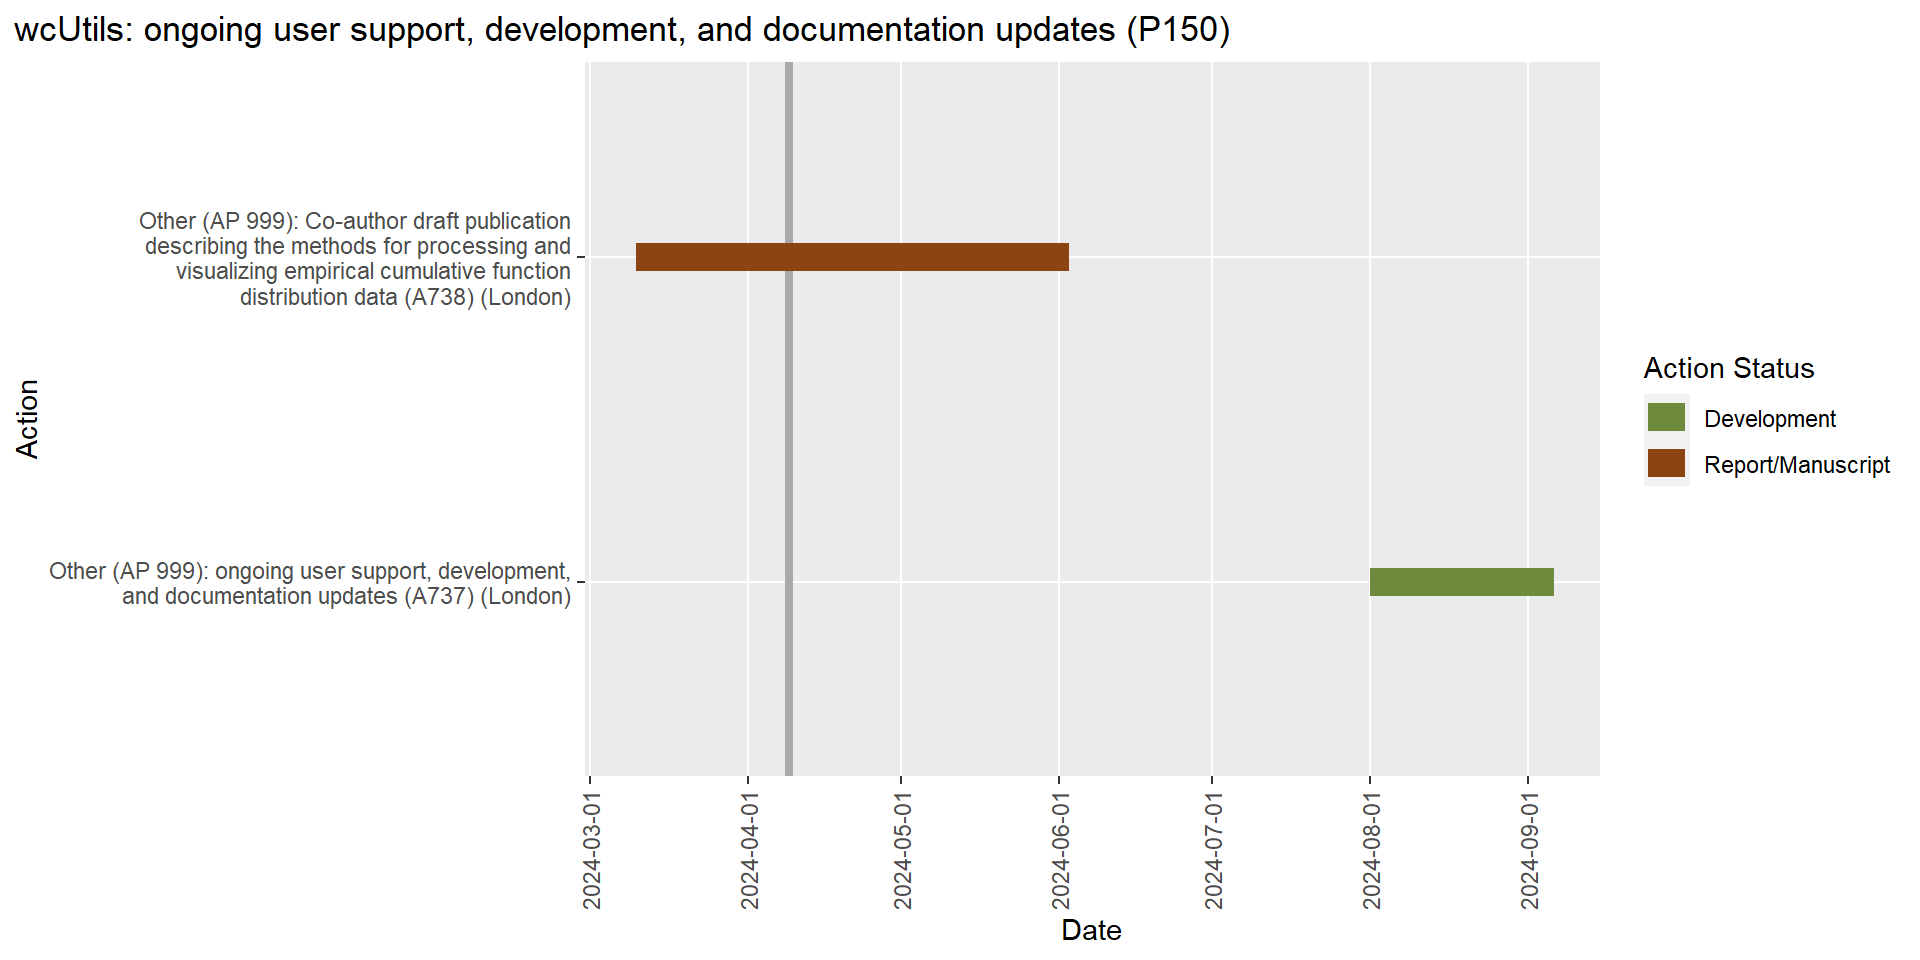 wcUtils: ongoing user support, development, and documentation updates (P150)
Other (AP 999): Co-author draft publication
describing the methods for processing and
visualizing empirical cumulative function
distribution data (A738) (London)
Other (AP 999): ongoing user support, development,
and documentation updates (A737) (London)
Action
2024-03-01
2024-04-01
2024-05-01
2024-06-01
2024-07-01
2024-08-01
2024-09-01
Date
Action Status
Development
Report/Manuscript